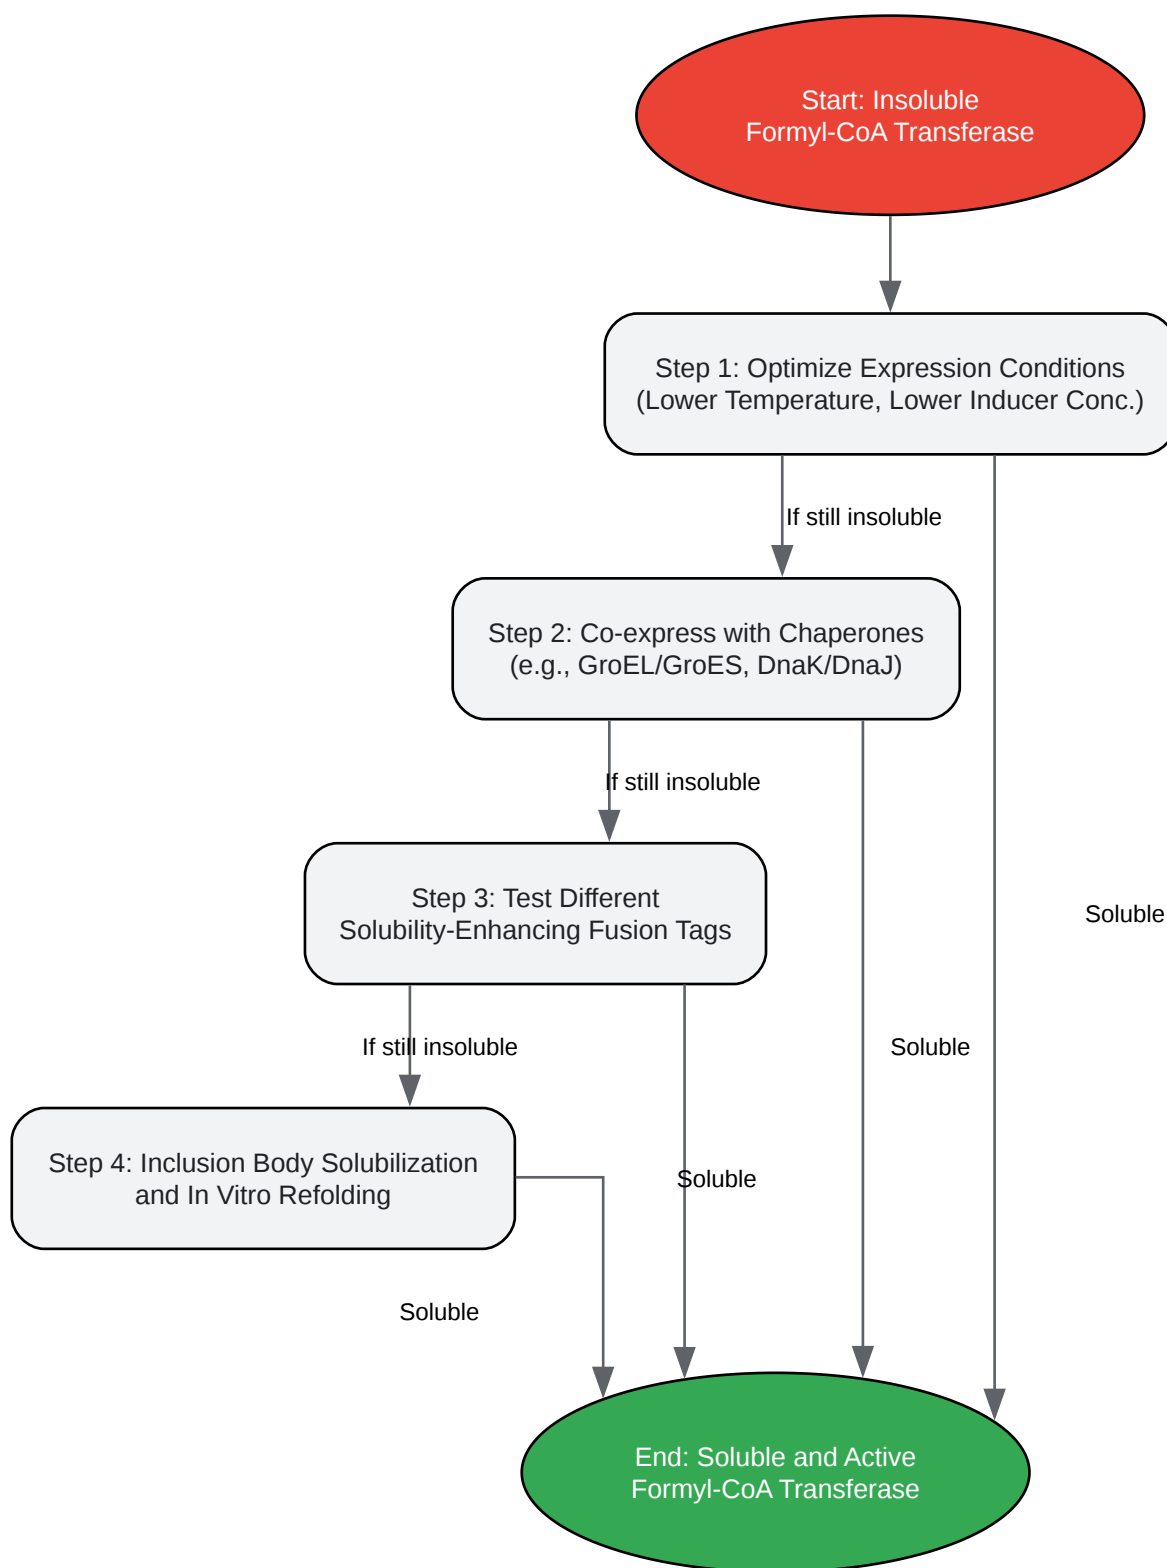 Start: Insoluble
Formyl-CoA Transferase
Step 1: Optimize Expression Conditions
(Lower Temperature, Lower Inducer Conc.)
If still insoluble
Step 2: Co-express with Chaperones
(e.g., GroEL/GroES, DnaK/DnaJ)
If still insoluble
Step 3: Test Different
Solubility-Enhancing Fusion Tags
Soluble
If still insoluble
Soluble
Step 4: Inclusion Body Solubilization
and In Vitro Refolding
Soluble
Soluble
End: Soluble and Active
Formyl-CoA Transferase